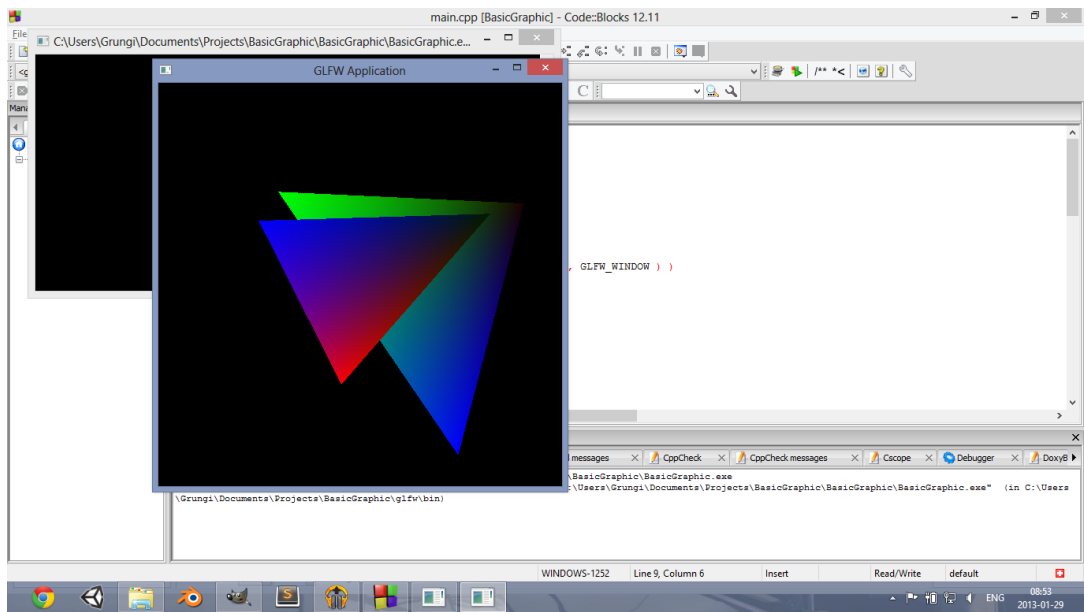 main.cpp [BasicGraphic] - Code::Blocks 12.11
File
C:\Users\Grungi\Documents\Projects\BasicGraphic\BasicGraphic\BasicGraphic.e...
GLFW Application
/** *<
C
, GLFW_WINDOW ) )
messages CppCheck CppCheck messages Cscope Debugger DoxyB
\BasicGraphic\BasicGraphic.exe
:\Users\Grungi\Documents\Projects\BasicGraphic\BasicGraphic\BasicGraphic.exe" (in C:\Users
\Grungi\Documents\Projects\BasicGraphic\glfw\bin)
WINDOWS-1252 Line 9, Column 6 Insert Read/Write default
S
ENG
08:53
2013-01-29